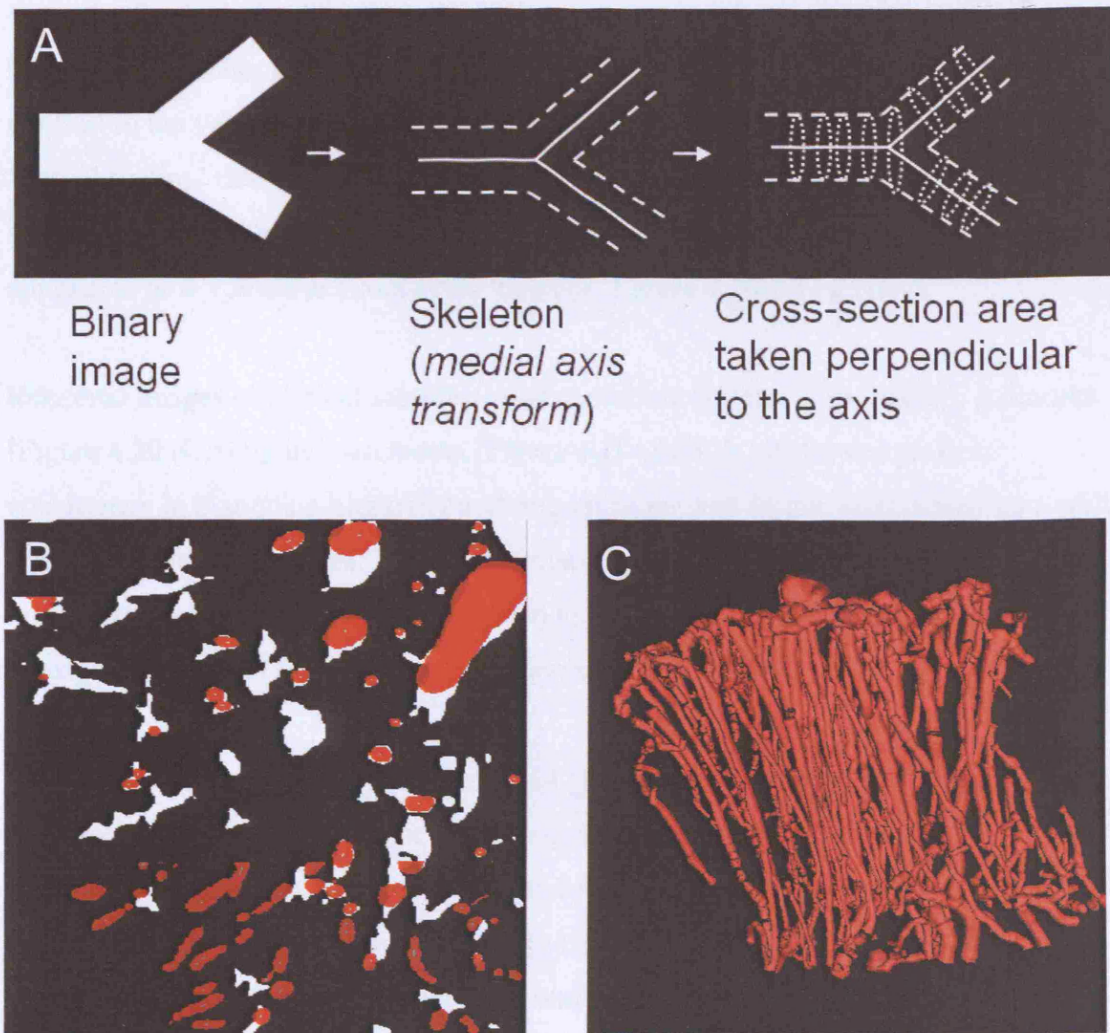 A
Binary
image
Skeleton
(medial axis
transform)
Cross-section area
taken perpendicular
to the axis
B
C